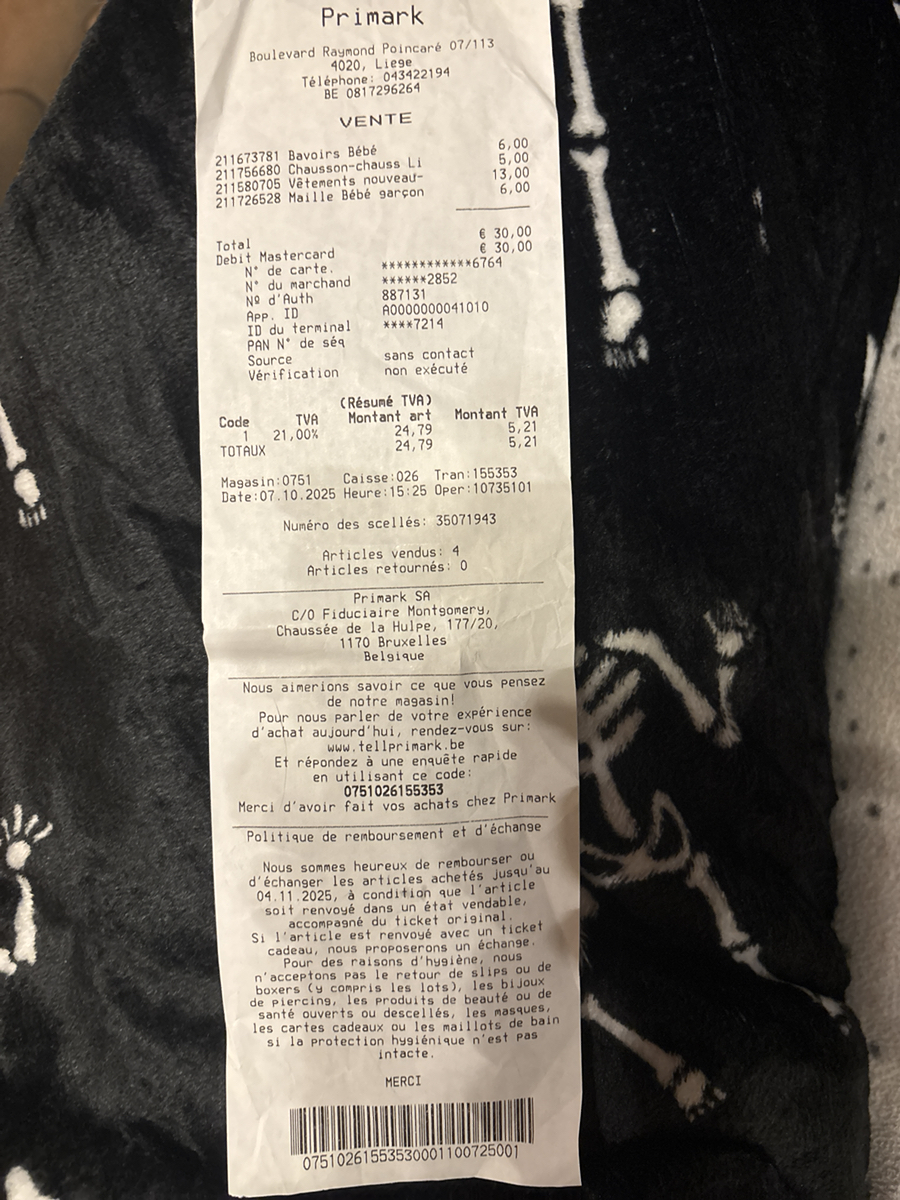 Primark
Boulevard Raymond Poincaré 07/113
4020, Liege
Téléphone: 043422194
BE 0817296264
VENTE
211673781 Bavoirs Bébé 6,00
211756680 Chausson-chauss Li 5,00
211580705 Vêtements nouveau- 13,00
211726528 Maille Bébé garçon 6,00
Total € 30,00
Debit Mastercard € 30,00
N° de carte. ************6764
N° du marchand ******2852
Nº d'Auth 887131
App. ID A0000000041010
ID du terminal ****7214
PAN N° de séq
Source sans contact
Vérification non exécuté
(Résumé TVA)
Code TVA Montant art Montant TVA
1 21,00% 24,79 5,21
TOTAUX 24,79 5,21
Magasin:0751 Caisse:026 Tran:155353
Date:07.10.2025 Heure:15:25 Oper:10735101
Numéro des scellés: 35071943
Articles vendus: 4
Articles retournés: 0
Primark SA
C/O Fiduciaire Montgomery,
Chaussée de la Hulpe, 177/20,
1170 Bruxelles
Belgique
Nous aimerions savoir ce que vous pensez
de notre magasin!
Pour nous parler de votre expérience
d'achat aujourd'hui, rendez-vous sur:
www.tellprimark.be
Et répondez à une enquête rapide
en utilisant ce code:
0751026155353
Merci d'avoir fait vos achats chez Primark
Politique de remboursement et d'échange
Nous sommes heureux de rembourser ou
d'échanger les articles achetés jusqu'au
04.11.2025, à condition que l'article
soit renvoyé dans un état vendable,
accompagné du ticket original.
Si l'article est renvoyé avec un ticket
cadeau, nous proposerons un échange.
Pour des raisons d'hygiène, nous
n'acceptons pas le retour de slips ou de
boxers (y compris les lots), les bijoux
de piercing, les produits de beauté ou de
santé ouverts ou descellés, les masques,
les cartes cadeaux ou les maillots de bain
si la protection hygiénique n'est pas
intacte.
MERCI
07510261553530001100725001